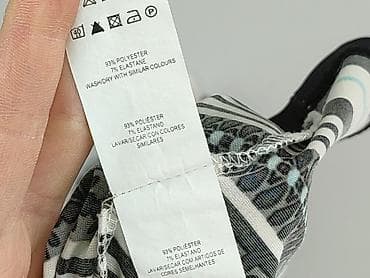 93% POLYESTER
7% ELASTANE
WASH/DRY WITH SIMILAR COLOURS
93% POLIÉSTER
7% ELASTANO
LAVAR/SECAR CON COLORES
SIMILARES
93% POLIÉSTER
7% ELASTANO
LAVAR/SECAR COM ARTIGOS DE
CORES SIMILARES